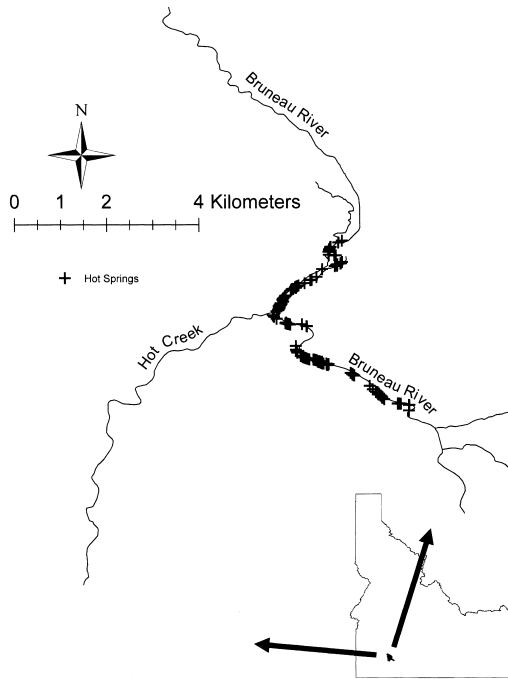 Bruneau River
N
0 1 2 4 Kilometers
Hot Springs
Hot Creek
Bruneau River